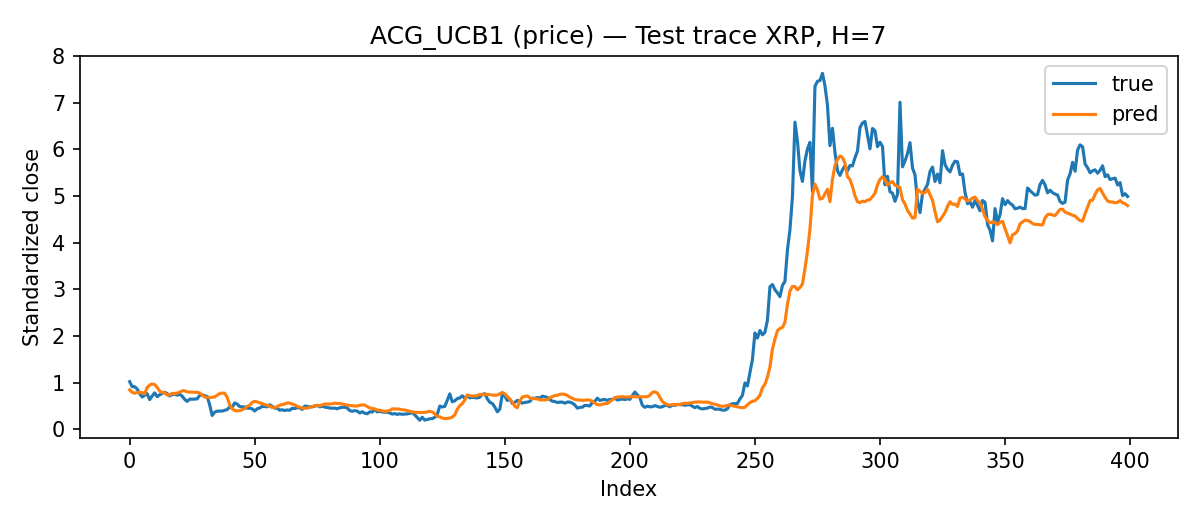 ACG_UCB1 (price) — Test trace XRP, H=7
8
7
6
5
4
3
2
1
0
Standardized close
true
pred
0 50 100 150 200 250 300 350 400
Index